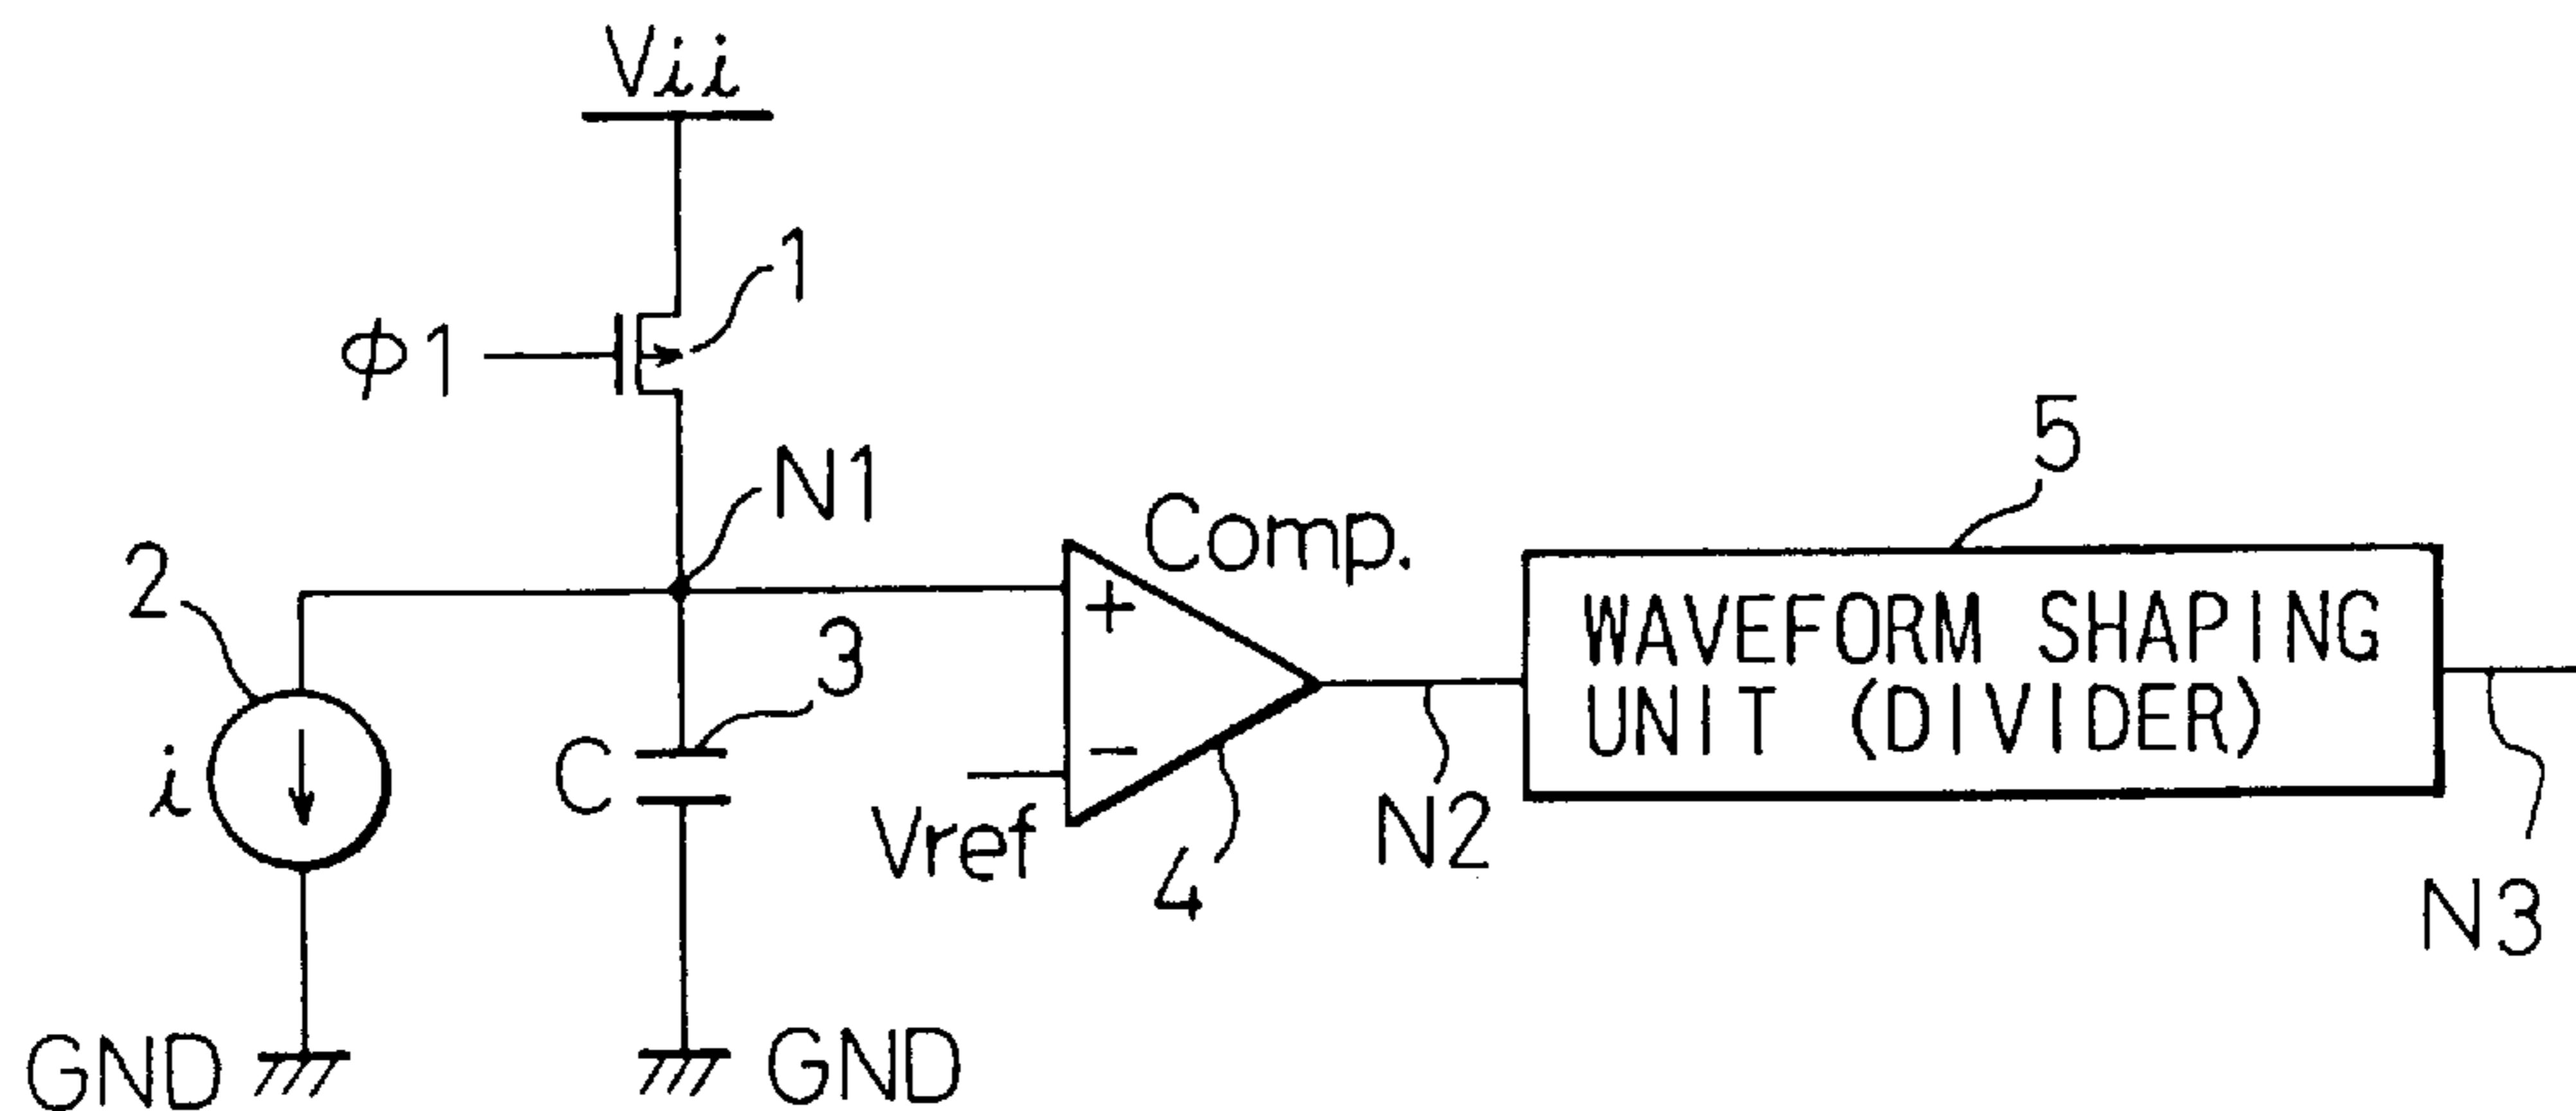 Vii
1
ϕ1
N1
5
Comp.
2
+
3
WAVEFORM SHAPING
UNIT (DIVIDER)
i
C
−
Vref
4
N2
N3
GND
GND